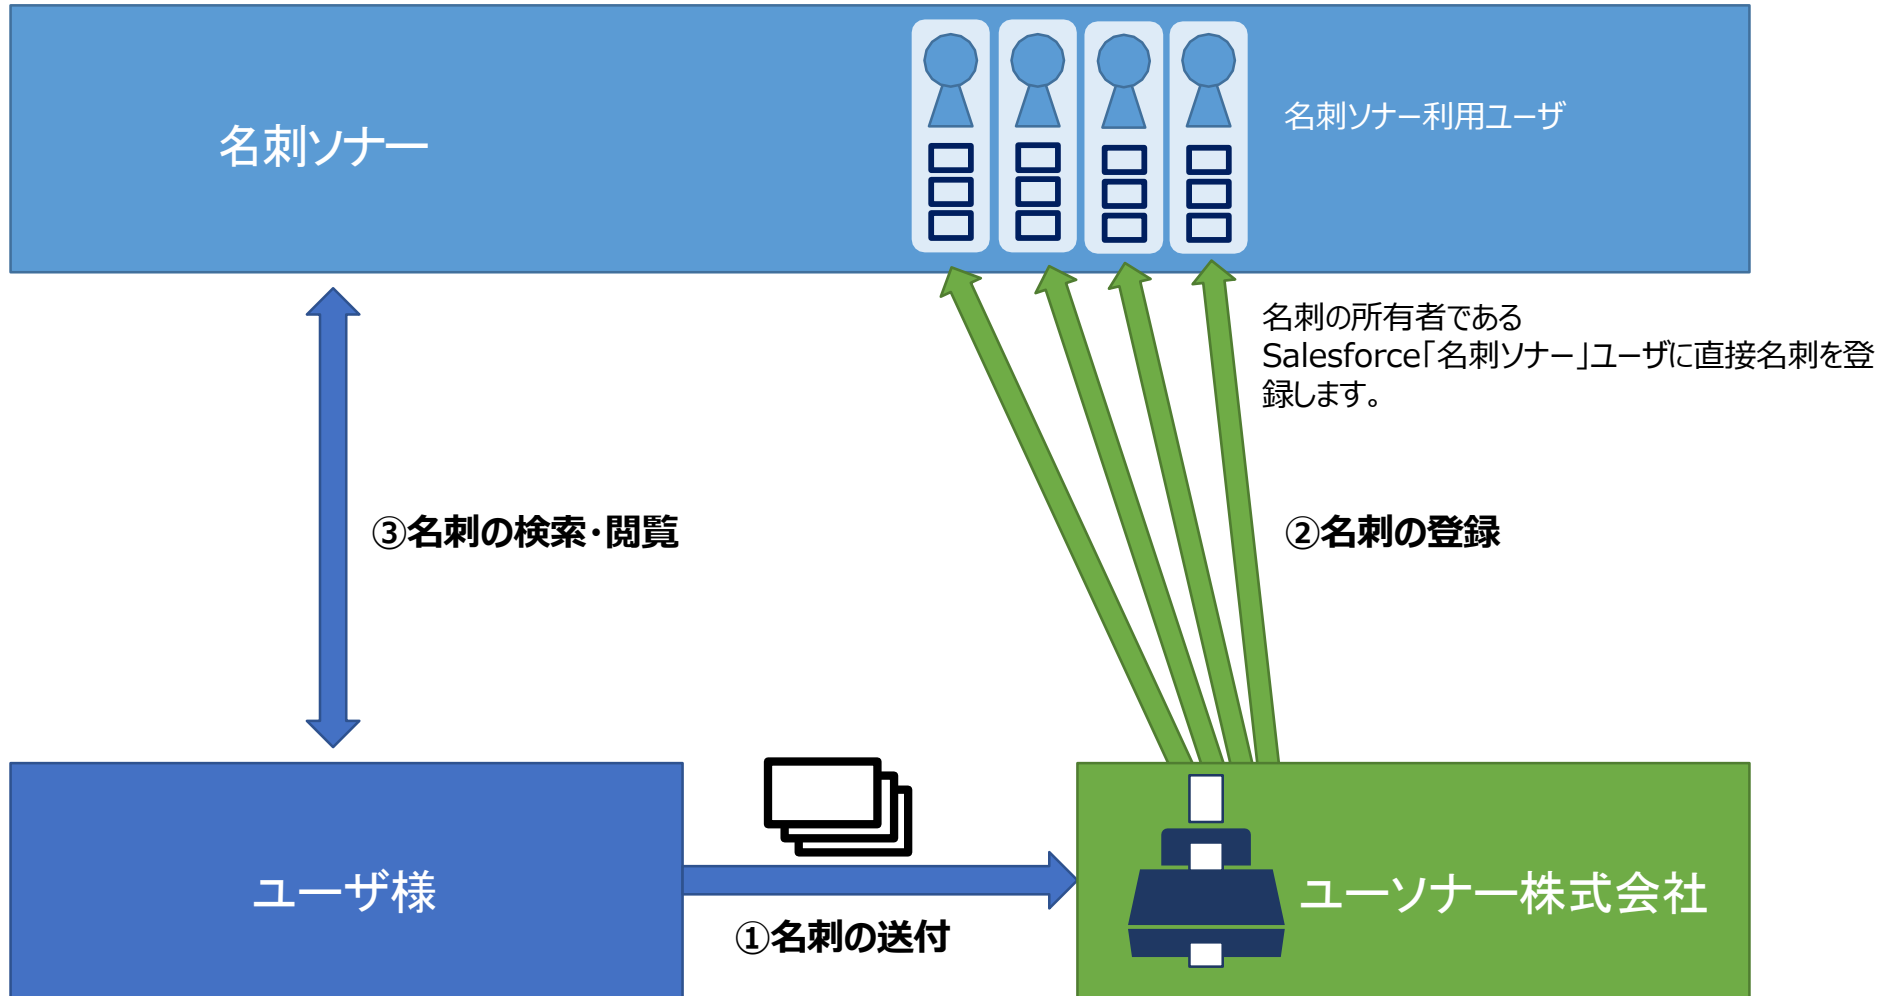 名刺ソナー
名刺ソナー利用ユーザ
名刺の所有者である
Salesforce「名刺ソナー」ユーザに直接名刺を登
録します。
③名刺の検索・閲覧
②名刺の登録
ユーザ様
①名刺の送付
ユーソナー株式会社